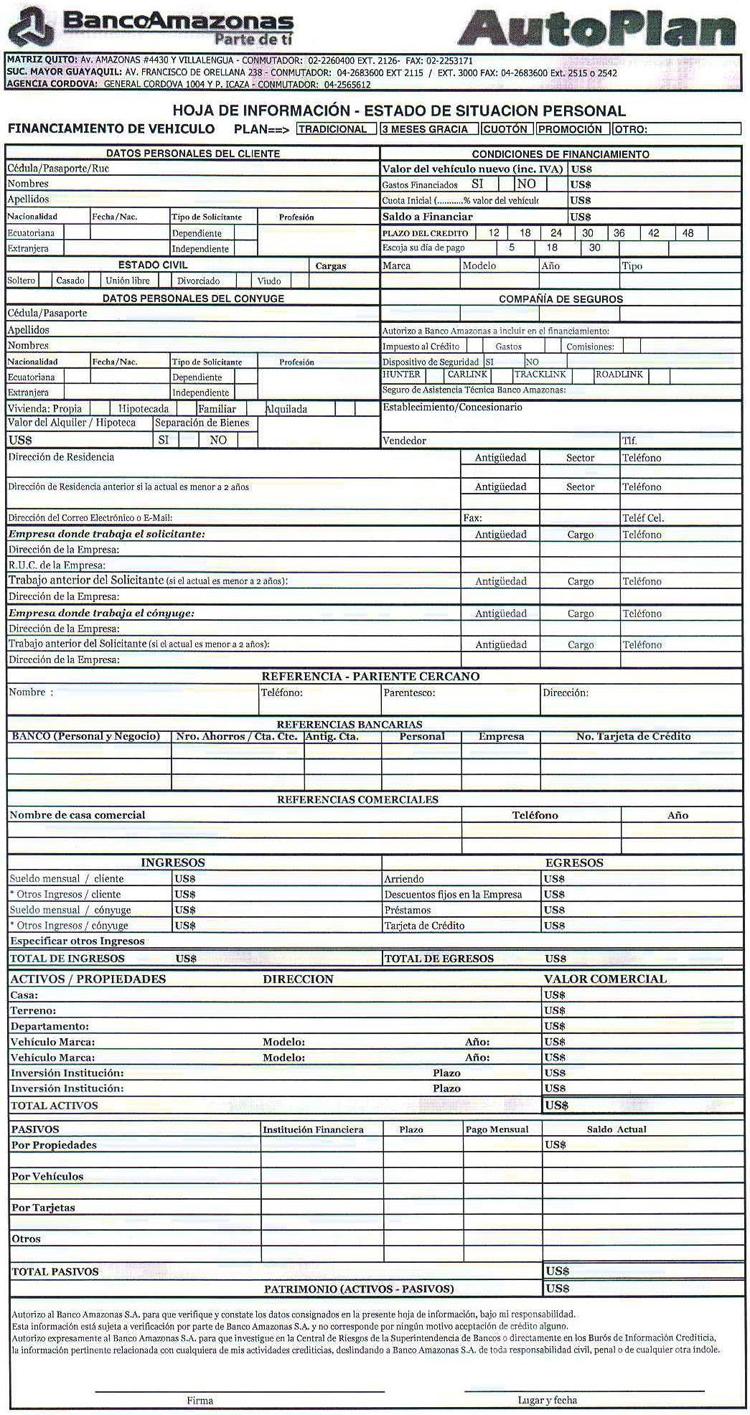 BancoAmazonas
Parte de tí
AutoPlan
MATRIZ QUITO: Av. AMAZONAS #4430 Y VILLALENGUA - CONMUTADOR: 02-2260400 EXT. 2126- FAX: 02-2253171
SUC. MAYOR GUAYAQUIL: AV. FRANCISCO DE ORELLANA 238 - CONMUTADOR: 04-2683600 EXT 2115 / EXT. 3000 FAX: 04-2683600 Ext. 2515 o 2542
AGENCIA CORDOVA: GENERAL CORDOVA 1004 Y P. ICAZA - CONMUTADOR: 04-2565612
HOJA DE INFORMACIÓN - ESTADO DE SITUACION PERSONAL
FINANCIAMIENTO DE VEHICULO PLAN==> TRADICIONAL 3 MESES GRACIA CUOTÓN PROMOCIÓN OTRO:
DATOS PERSONALES DEL CLIENTE CONDICIONES DE FINANCIAMIENTO
Cédula/Pasaporte/Ruc Valor del vehículo nuevo (inc. IVA) US$
Nombres Gastos Financiados SI NO US$
Apellidos Cuota Inicial (..........% valor del vehículo US$
Nacionalidad Fecha/Nac. Tipo de Solicitante Profesión Saldo a Financiar US$
Ecuatoriana Dependiente PLAZO DEL CREDITO 12 18 24 30 36 42 48
Extranjera Independiente Escoja su día de pago 5 18 30
ESTADO CIVIL Cargas Marca Modelo Año Tipo
Soltero Casado Unión libre Divorciado Viudo
DATOS PERSONALES DEL CONYUGE COMPAÑÍA DE SEGUROS
Cédula/Pasaporte
Apellidos Autorizo a Banco Amazonas a incluir en el financiamiento:
Nombres Impuesto al Crédito Gastos Comisiones:
Nacionalidad Fecha/Nac. Tipo de Solicitante Profesión Dispositivo de Seguridad SI NO
Ecuatoriana Dependiente HUNTER CARLINK TRACKLINK ROADLINK
Extranjera Independiente Seguro de Asistencia Técnica Banco Amazonas:
Vivienda: Propia Hipotecada Familiar Alquilada Establecimiento/Concesionario
Valor del Alquiler / Hipoteca Separación de Bienes
US$ SI NO Vendedor Tlf.
Dirección de Residencia Antigüedad Sector Teléfono
Dirección de Residencia anterior si la actual es menor a 2 años Antigüedad Sector Teléfono
Dirección del Correo Electrónico o E-Mail: Fax: Teléf Cel.
Empresa donde trabaja el solicitante: Antigüedad Cargo Teléfono
Dirección de la Empresa:
R.U.C. de la Empresa:
Trabajo anterior del Solicitante (si el actual es menor a 2 años): Antigüedad Cargo Teléfono
Dirección de la Empresa:
Empresa donde trabaja el cónyuge: Antigüedad Cargo Teléfono
Dirección de la Empresa:
Trabajo anterior del Solicitante (si el actual es menor a 2 años): Antigüedad Cargo Teléfono
Dirección de la Empresa:
REFERENCIA - PARIENTE CERCANO
Nombre : Teléfono: Parentesco: Dirección:
REFERENCIAS BANCARIAS
BANCO (Personal y Negocio) Nro. Ahorros / Cta. Cte. Antig. Cta. Personal Empresa No. Tarjeta de Crédito
REFERENCIAS COMERCIALES
Nombre de casa comercial Teléfono Año
INGRESOS EGRESOS
Sueldo mensual / cliente US$ Arriendo US$
* Otros Ingresos / cliente US$ Descuentos fijos en la Empresa US$
Sueldo mensual / cónyuge US$ Préstamos US$
* Otros Ingresos / cónyuge US$ Tarjeta de Crédito US$
Especificar otros Ingresos
TOTAL DE INGRESOS US$ TOTAL DE EGRESOS US$
ACTIVOS / PROPIEDADES DIRECCION VALOR COMERCIAL
Casa: US$
Terreno: US$
Departamento: US$
Vehículo Marca: Modelo: Año: US$
Vehículo Marca: Modelo: Año: US$
Inversión Institución: Plazo US$
Inversión Institución: Plazo US$
TOTAL ACTIVOS US$
PASIVOS Institución Financiera Plazo Pago Mensual Saldo Actual
Por Propiedades US$
Por Vehículos
Por Tarjetas
Otros
TOTAL PASIVOS US$
PATRIMONIO (ACTIVOS - PASIVOS) US$
Autorizo al Banco Amazonas S.A. para que verifique y constate los datos consignados en la presente hoja de información, bajo mi responsabilidad.
Esta información está sujeta a verificación por parte de Banco Amazonas S.A. y no corresponde por ningún motivo aceptación de crédito alguno.
Autorizo expresamente al Banco Amazonas S.A. para que investigue en la Central de Riesgos de la Superintendencia de Bancos o directamente en los Burós de Información Crediticia,
la información pertinente relacionada con cualquiera de mis actividades crediticias, deslindando a Banco Amazonas S.A. de toda responsabilidad civil, penal o de cualquier otra índole.
Firma Lugar y fecha